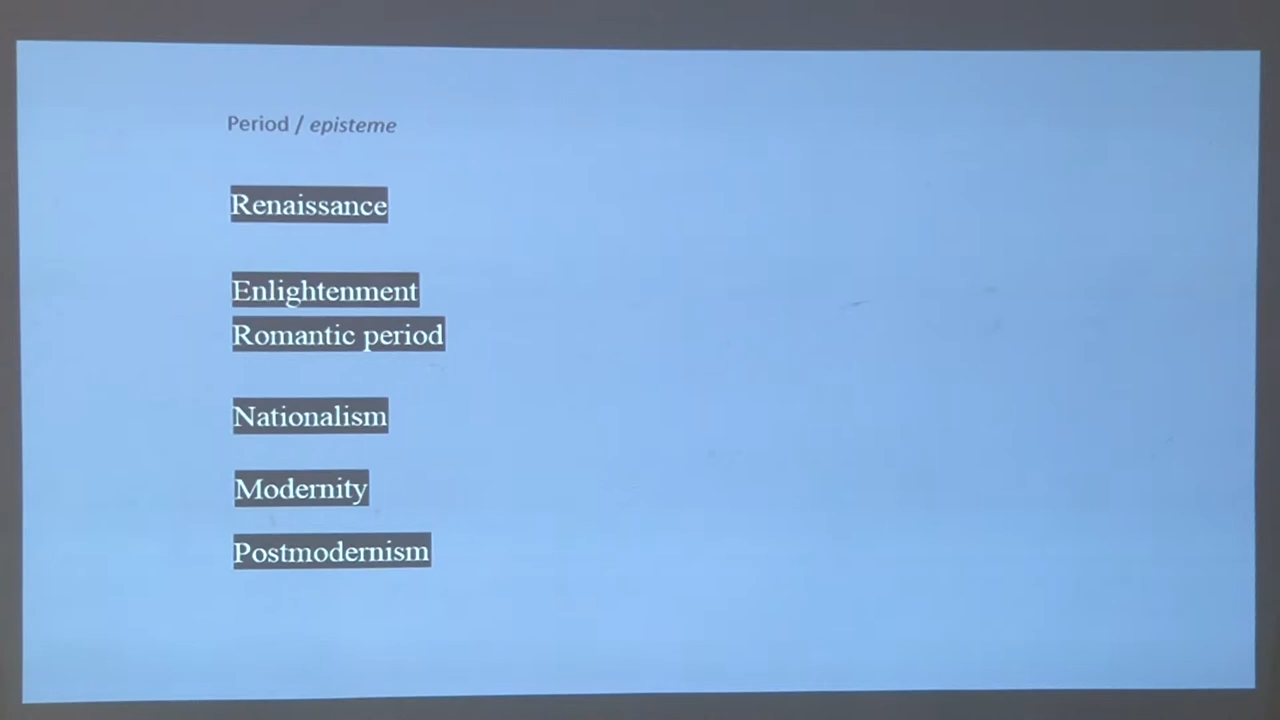 Period / episteme
Renaissance
Enlightenment
Romantic period
Nationalism
Modernity
Postmodernism